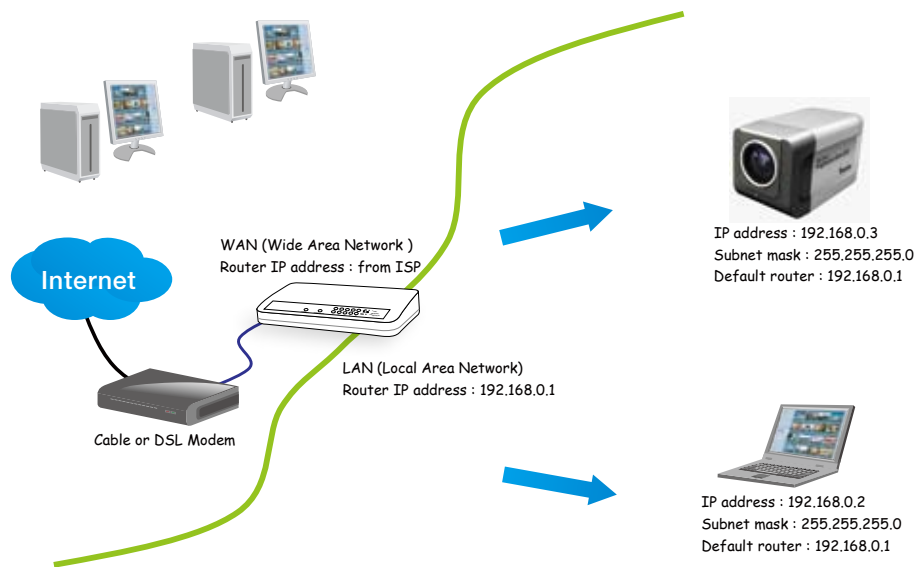 WAN (Wide Area Network )
Router IP address : from ISP
Internet
IP address : 192.168.0.3
Subnet mask : 255.255.255.0
Default router : 192.168.0.1
LAN (Local Area Network)
Router IP address : 192.168.0.1
Cable or DSL Modem
IP address : 192.168.0.2
Subnet mask : 255.255.255.0
Default router : 192.168.0.1